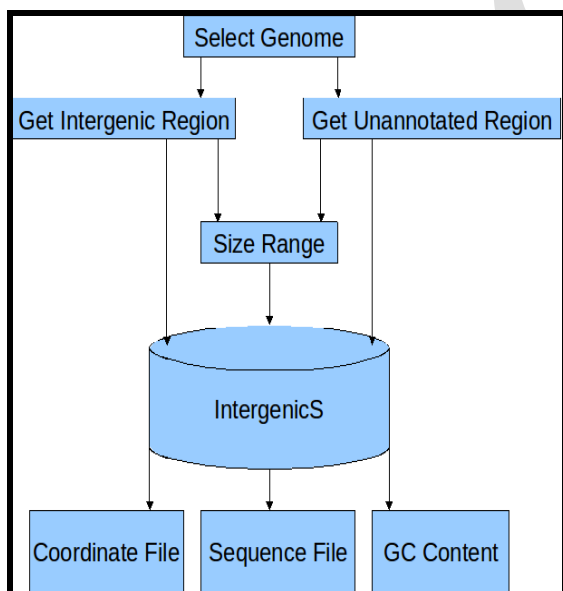 Select Genome
Get Intergenic Region
Get Unannotated Region
Size Range
IntergenicS
Coordinate File
Sequence File
GC Content